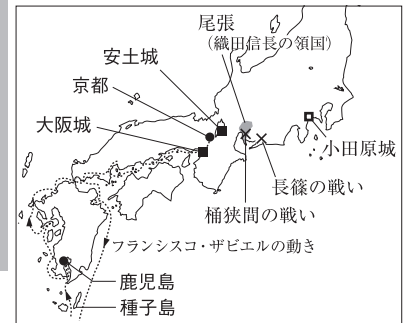 尾張
(織田信長の領国)
安土城
京都
大阪城
小田原城
長篠の戦い
桶狭間の戦い
フランシスコ・ザビエルの動き
鹿児島
種子島